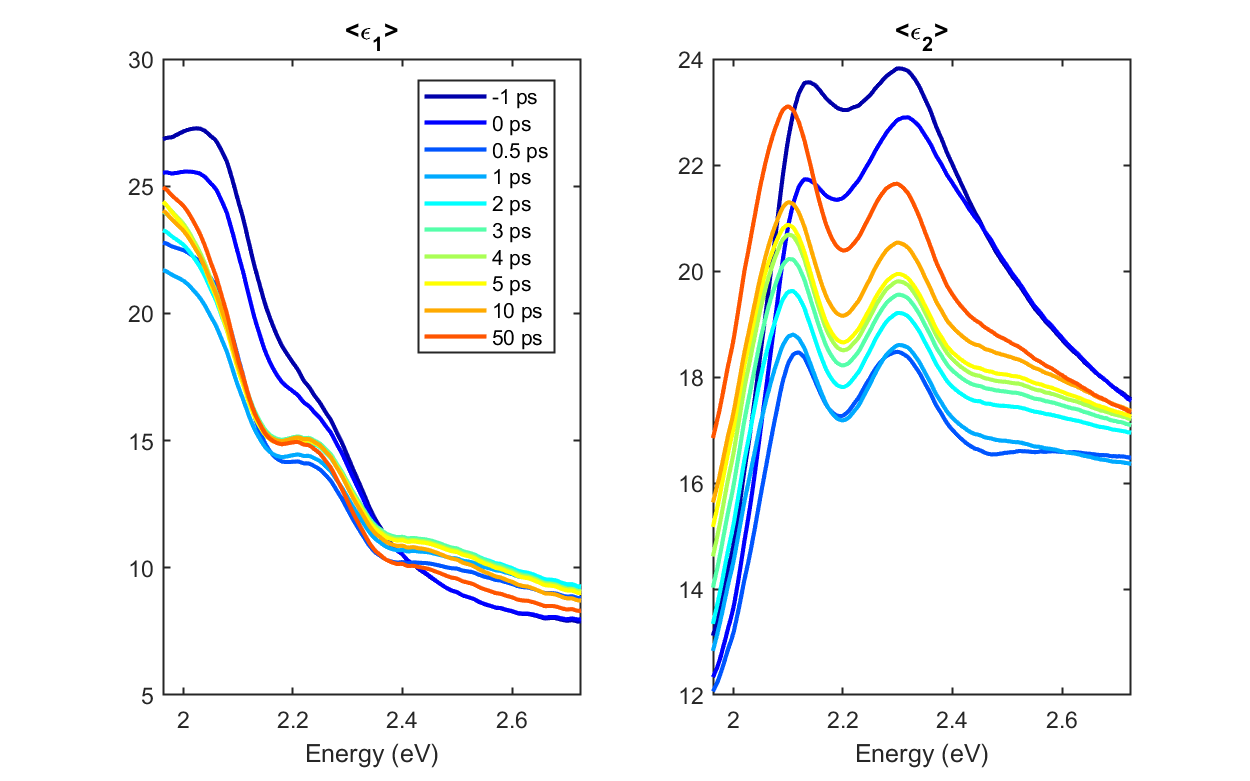 <ϵ1>
30
25
20
15
10
5
2
2.2
2.4
2.6
Energy (eV)
-1 ps
0 ps
0.5 ps
1 ps
2 ps
3 ps
4 ps
5 ps
10 ps
50 ps
<ϵ2>
24
22
20
18
16
14
12
2
2.2
2.4
2.6
Energy (eV)